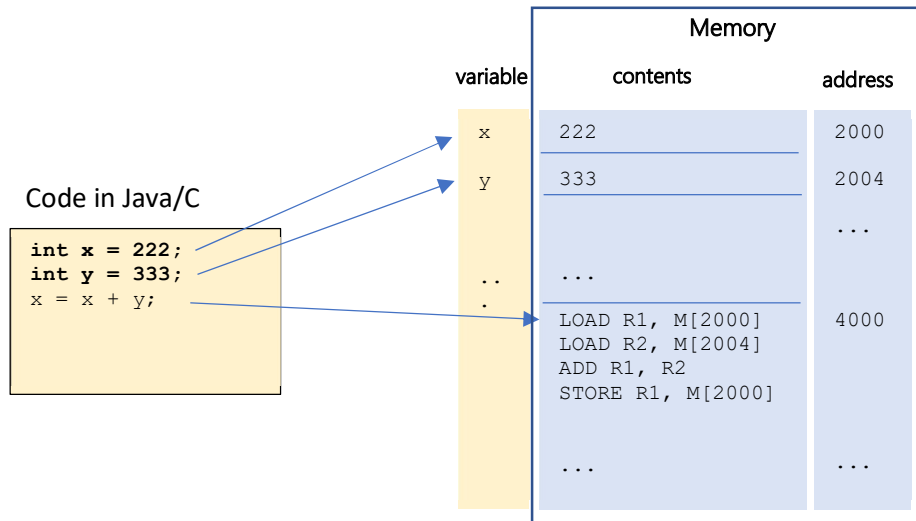 Memory
variable contents address
x 222 2000
y 333 2004
Code in Java/C
int x = 222;
int y = 333;
x = x + y;
...
.. ...
.
LOAD R1, M[2000] 4000
LOAD R2, M[2004]
ADD R1, R2
STORE R1, M[2000]
... ...